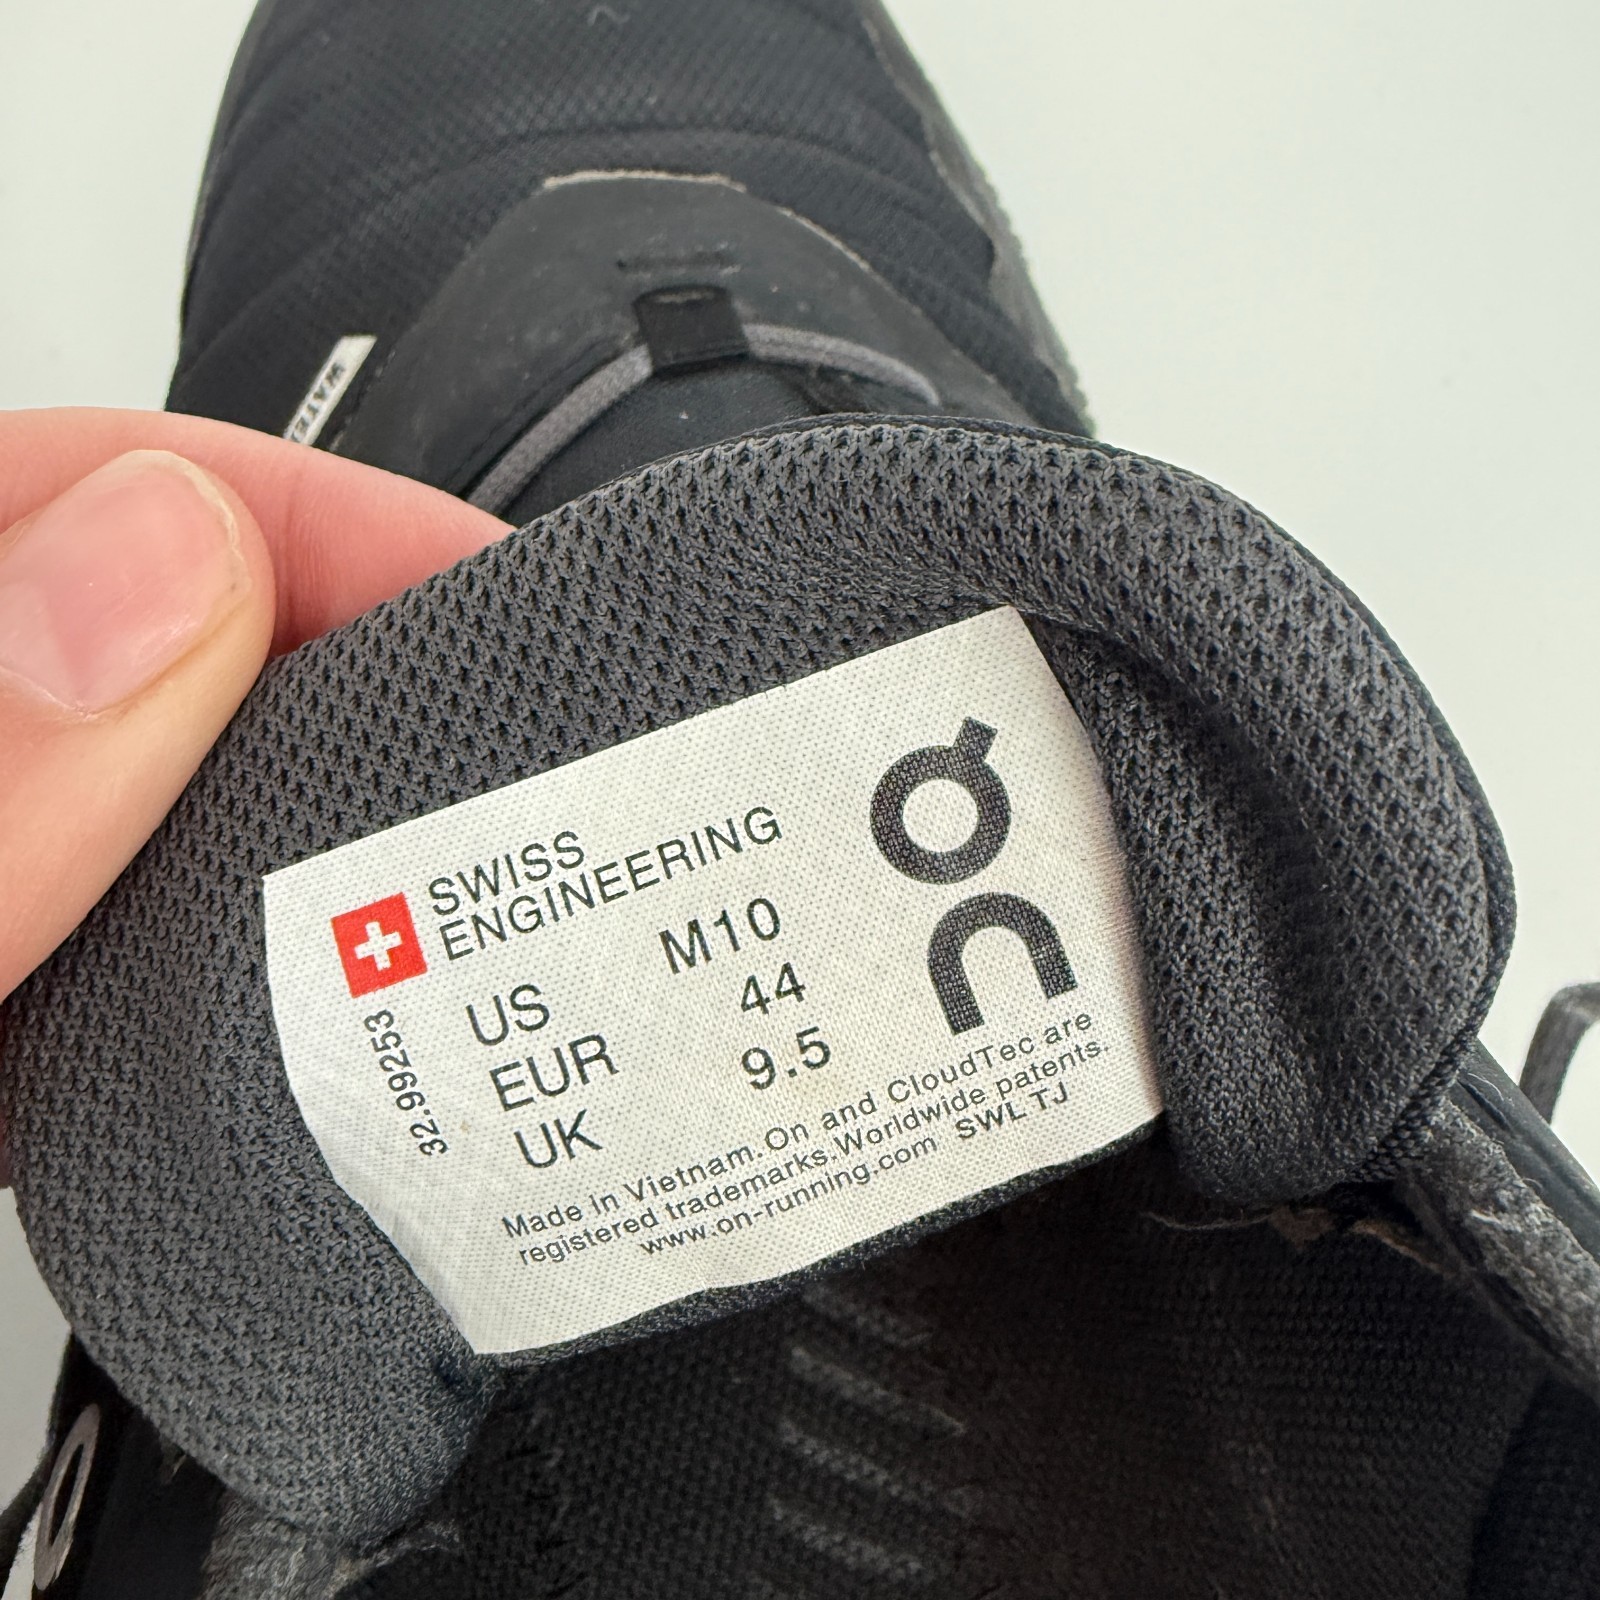 WATE
SWISS
ENGINEERING
US M10
EUR 44
UK 9.5
32.99253
On
Made in Vietnam.On and CloudTec are
registered trademarks.Worldwide patents.
www.on-running.com SWL TJ